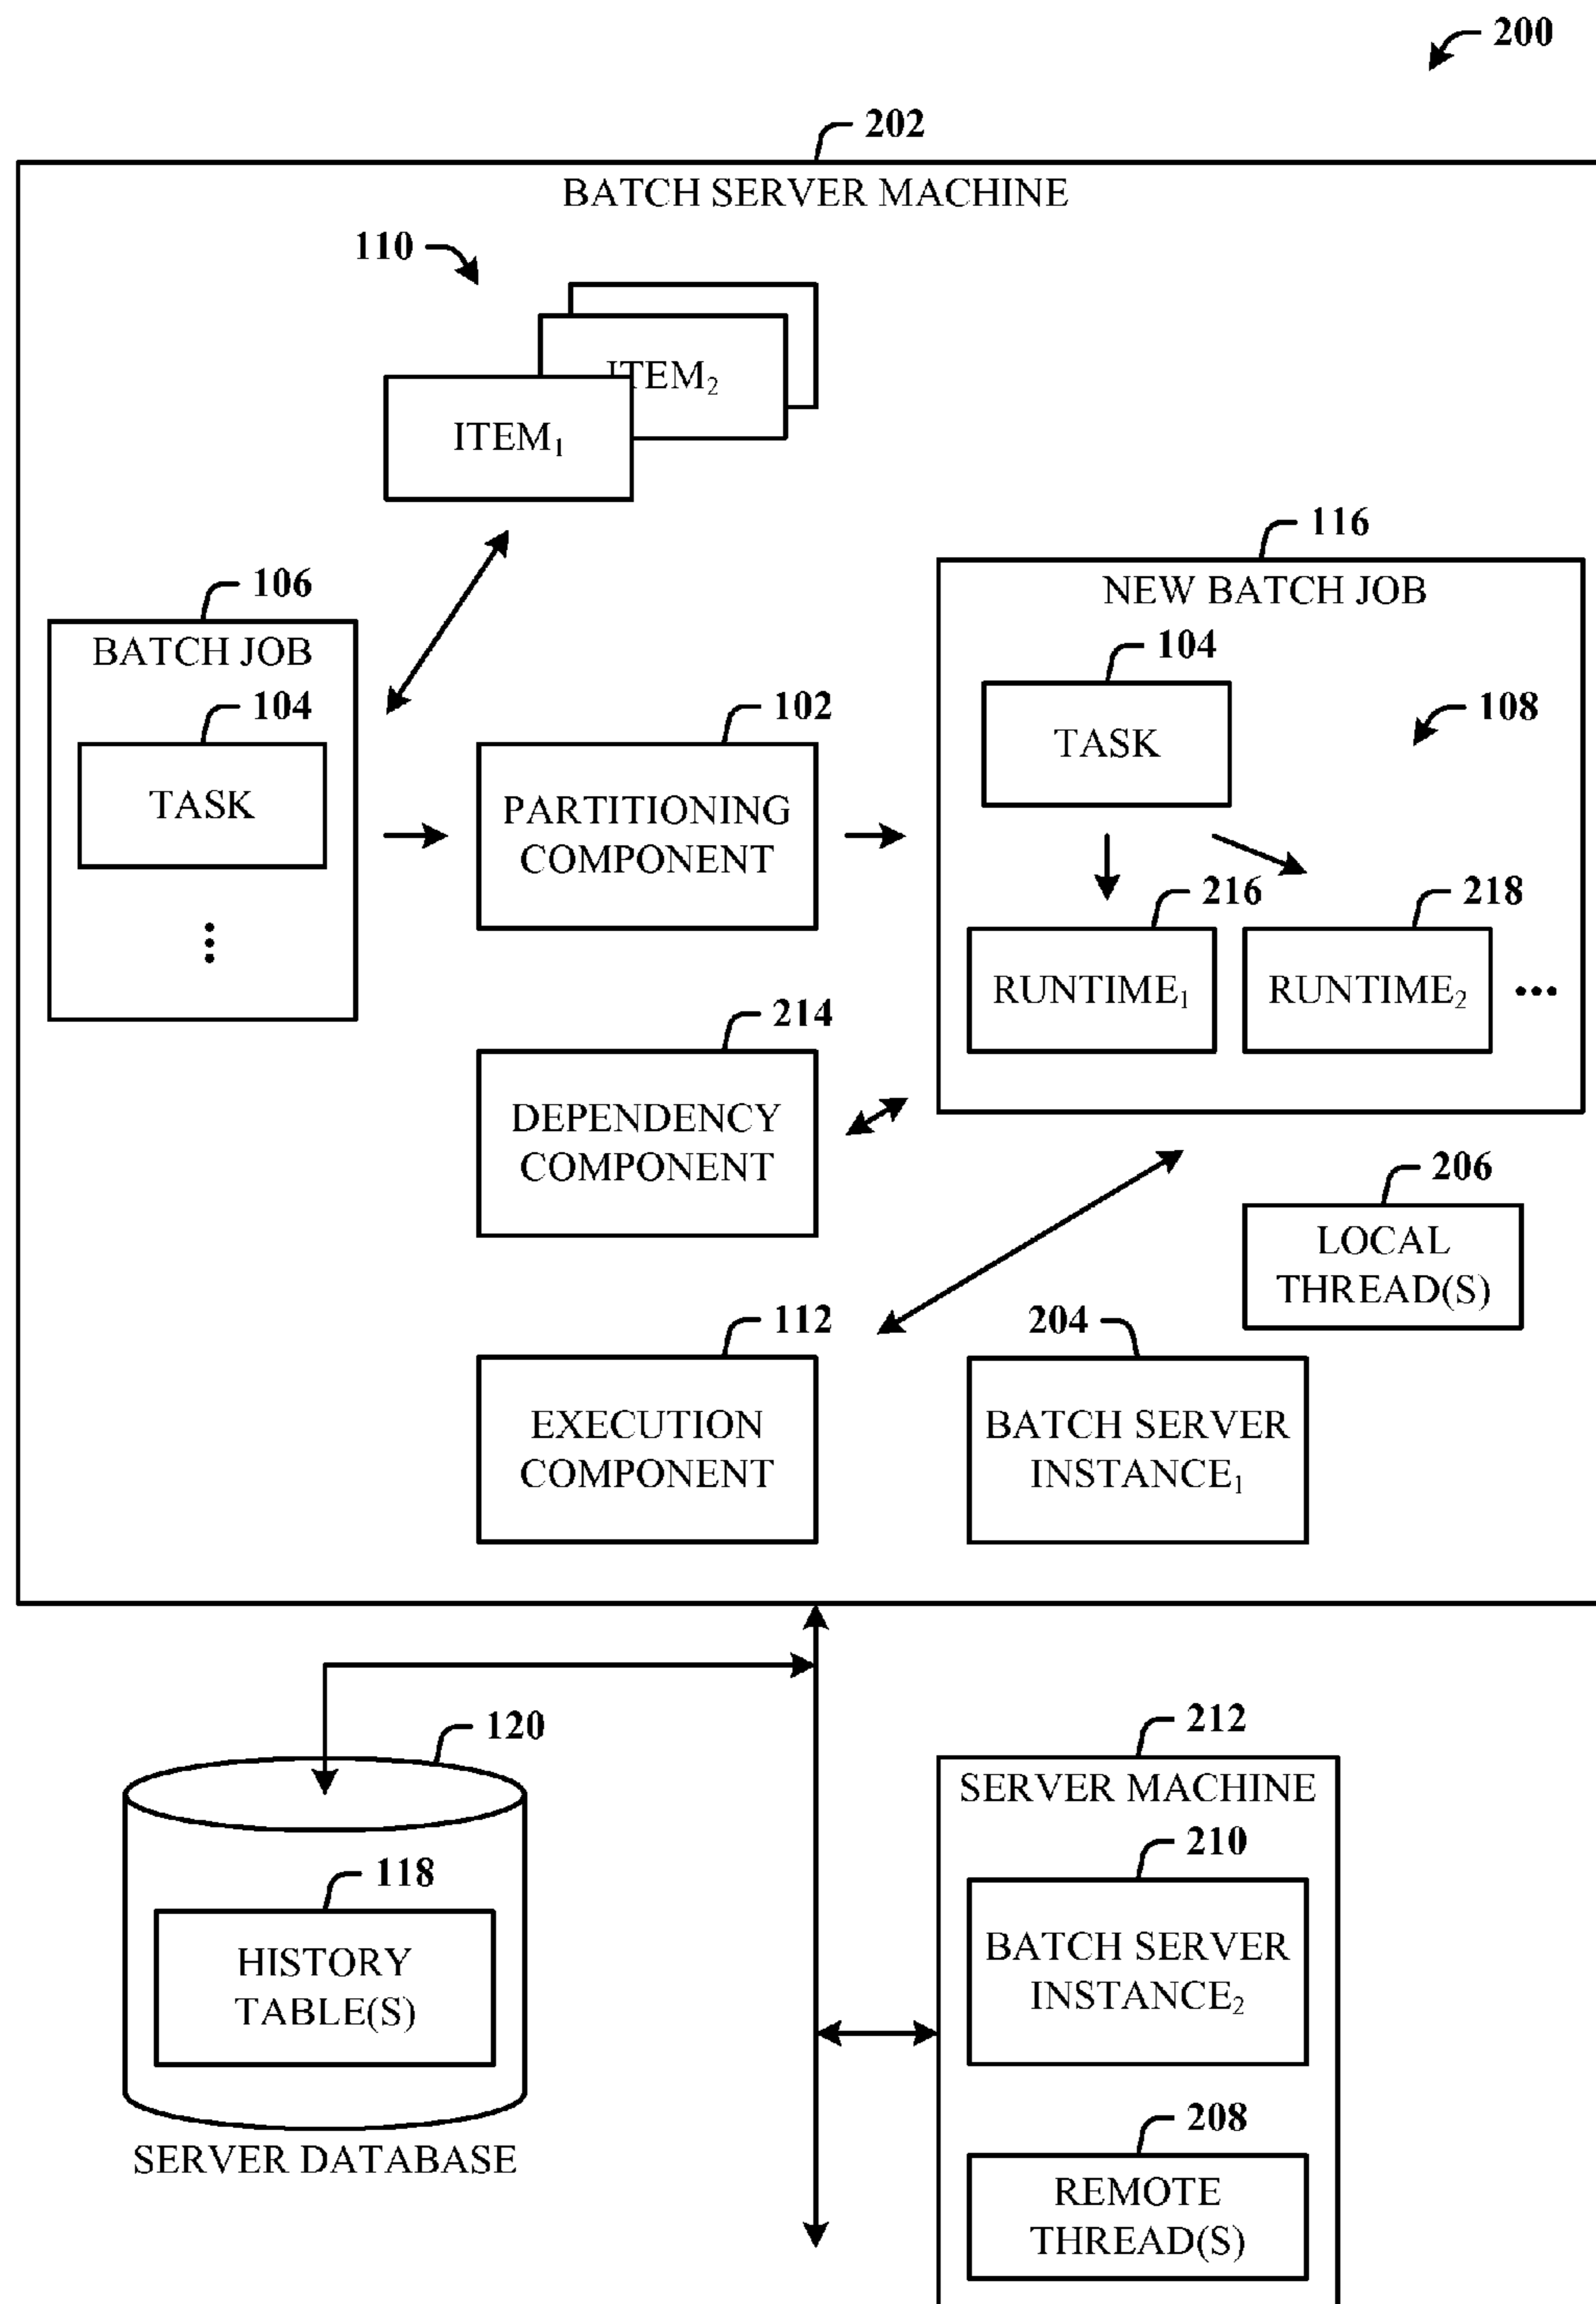 200
202
BATCH SERVER MACHINE
110
ITEM2
ITEM1
116
NEW BATCH JOB
106
BATCH JOB
104
TASK
104
TASK
108
102
PARTITIONING
COMPONENT
216
RUNTIME1
218
RUNTIME2
214
DEPENDENCY
COMPONENT
206
LOCAL
THREAD(S)
112
EXECUTION
COMPONENT
204
BATCH SERVER
INSTANCE1
120
118
HISTORY
TABLE(S)
SERVER DATABASE
212
SERVER MACHINE
210
BATCH SERVER
INSTANCE2
208
REMOTE
THREAD(S)